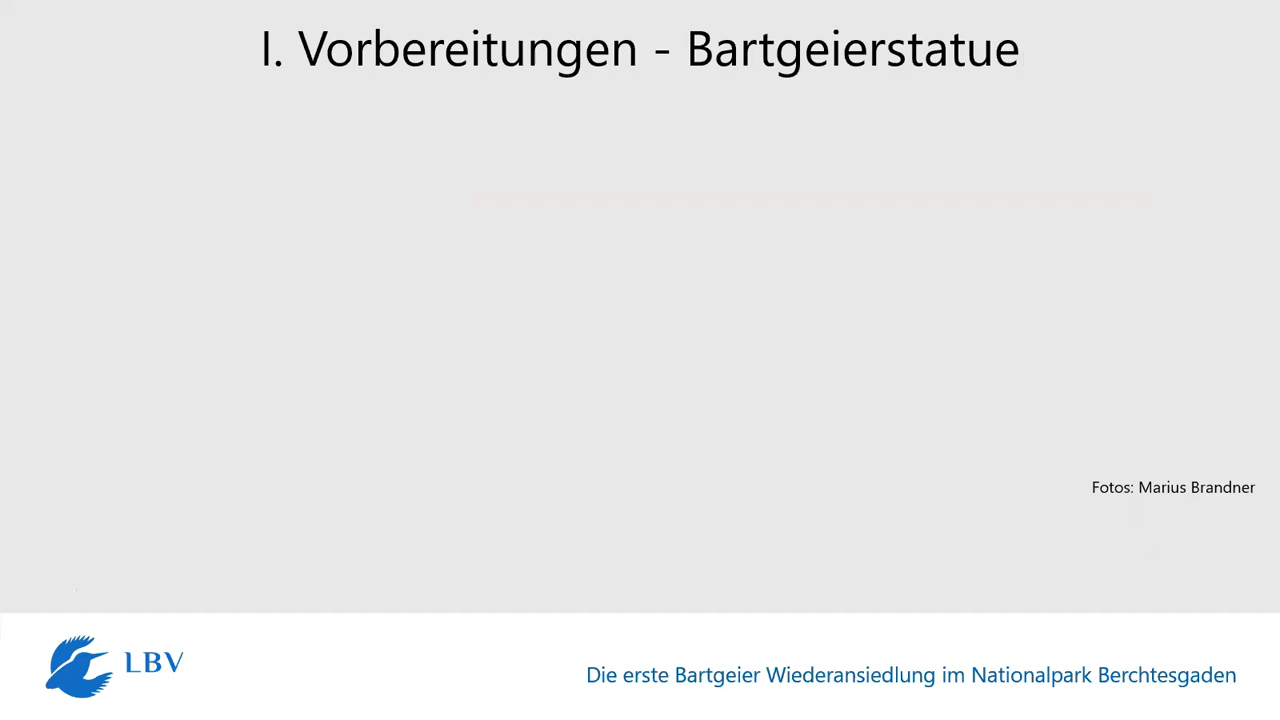 I. Vorbereitungen - Bartgeierstatue
Fotos: Marius Brandner
LBV
Die erste Bartgeier Wiederansiedlung im Nationalpark Berchtesgaden